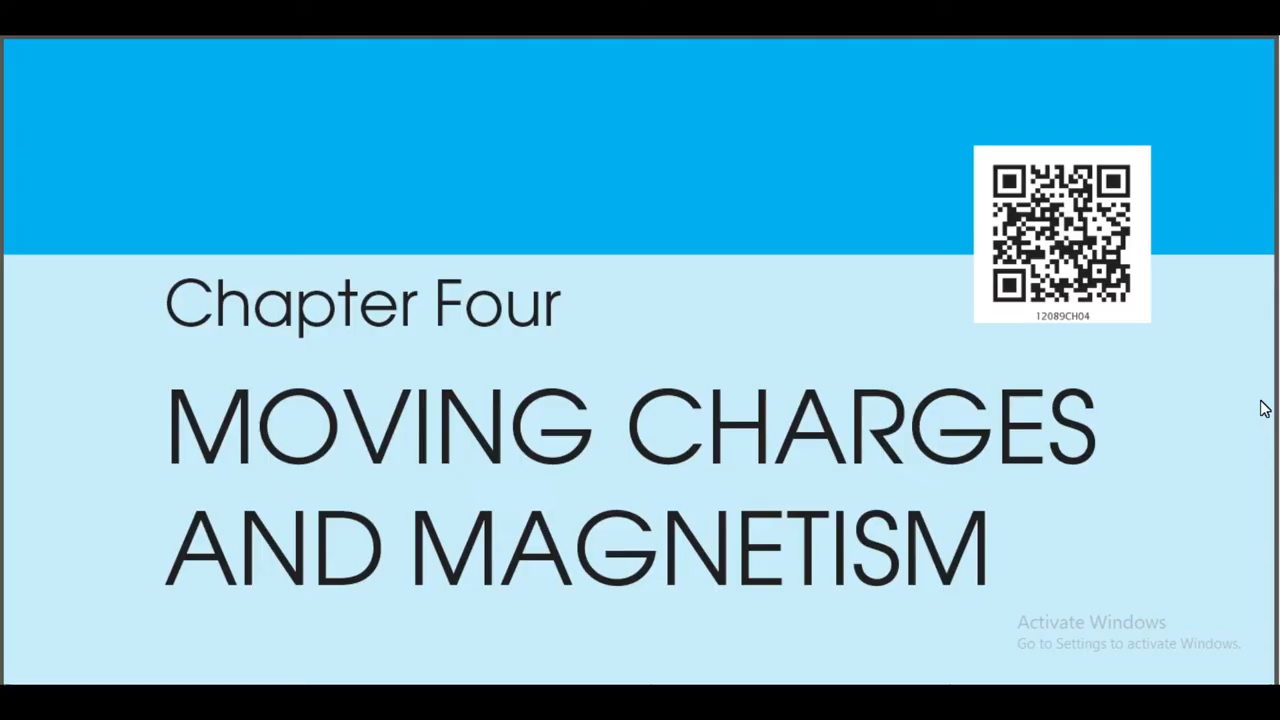 12089CH04
Chapter Four
MOVING CHARGES
AND MAGNETISM
Activate Windows
Go to Settings to activate Windows.